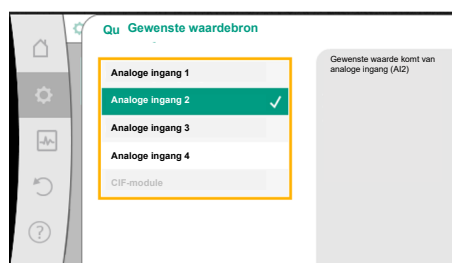 Qu Gewenste waardebron
Analoge ingang 1
Analoge ingang 2
Analoge ingang 3
Analoge ingang 4
CIF-module
Gewenste waarde komt van
analoge ingang (AI2)
?